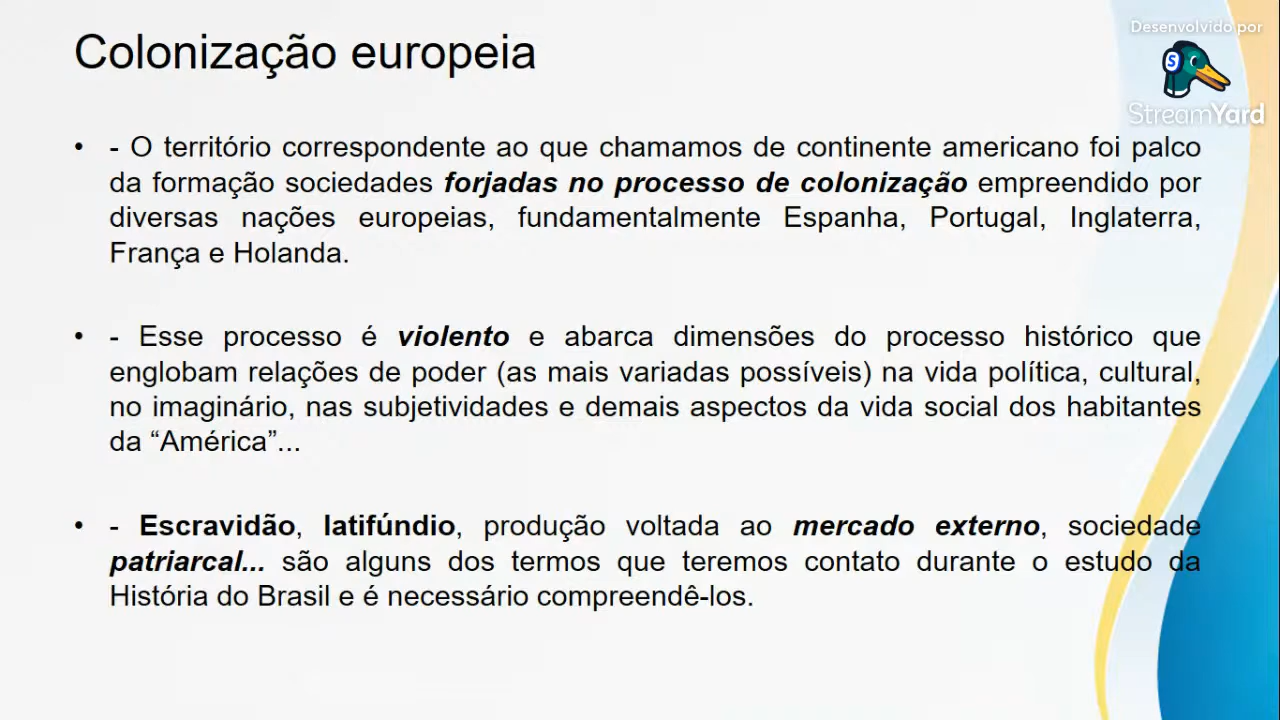 Colonização europeia
Desenvolvido por
S
StreamYard
• - O território correspondente ao que chamamos de continente americano foi palco
da formação sociedades forjadas no processo de colonização empreendido por
diversas nações europeias, fundamentalmente Espanha, Portugal, Inglaterra,
França e Holanda.
• - Esse processo é violento e abarca dimensões do processo histórico que
englobam relações de poder (as mais variadas possíveis) na vida política, cultural,
no imaginário, nas subjetividades e demais aspectos da vida social dos habitantes
da “América”...
• - Escravidão, latifúndio, produção voltada ao mercado externo, sociedade
patriarcal... são alguns dos termos que teremos contato durante o estudo da
História do Brasil e é necessário compreendê-los.